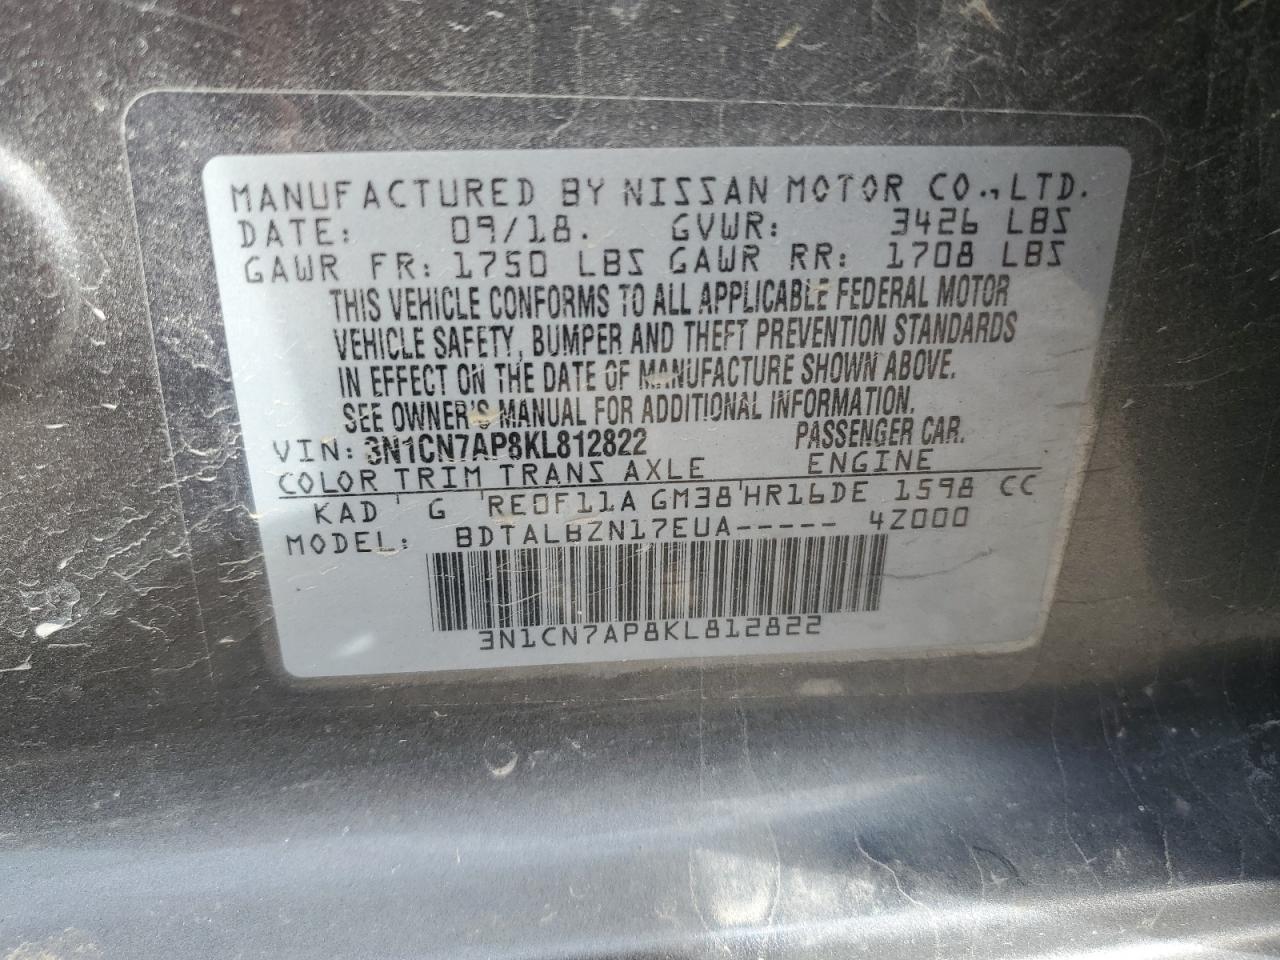 MANUFACTURED BY NISSAN MOTOR CO.,LTD.
DATE: 09/18. GVWR: 3426 LBS
GAWR FR: 1750 LBS GAWR RR: 1708 LBS
THIS VEHICLE CONFORMS TO ALL APPLICABLE FEDERAL MOTOR
VEHICLE SAFETY, BUMPER AND THEFT PREVENTION STANDARDS
IN EFFECT ON THE DATE OF MANUFACTURE SHOWN ABOVE.
SEE OWNER'S MANUAL FOR ADDITIONAL INFORMATION.
VIN: 3N1CN7AP8KL812822 PASSENGER CAR.
COLOR TRIM TRANS AXLE ENGINE
KAD G RE0F11A GM38 HR16DE 1598 CC
MODEL: BDTALBZN17EUA----- 4Z000
3N1CN7AP8KL812822